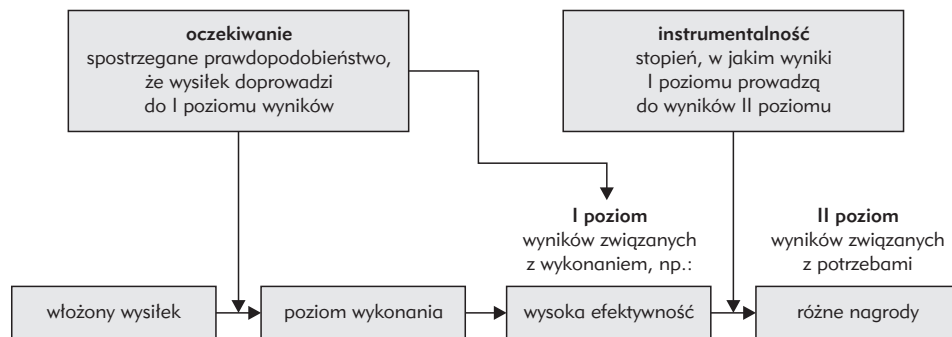 oczekiwanie
spostrzegane prawdopodobieństwo,
że wysiłek doprowadzi
do I poziomu wyników
instrumentalność
stopień, w jakim wyniki
I poziomu prowadzą
do wyników II poziomu
I poziom
wyników związanych
z wykonaniem, np.:
II poziom
wyników związanych
z potrzebami
włożony wysiłek
poziom wykonania
wysoka efektywność
różne nagrody